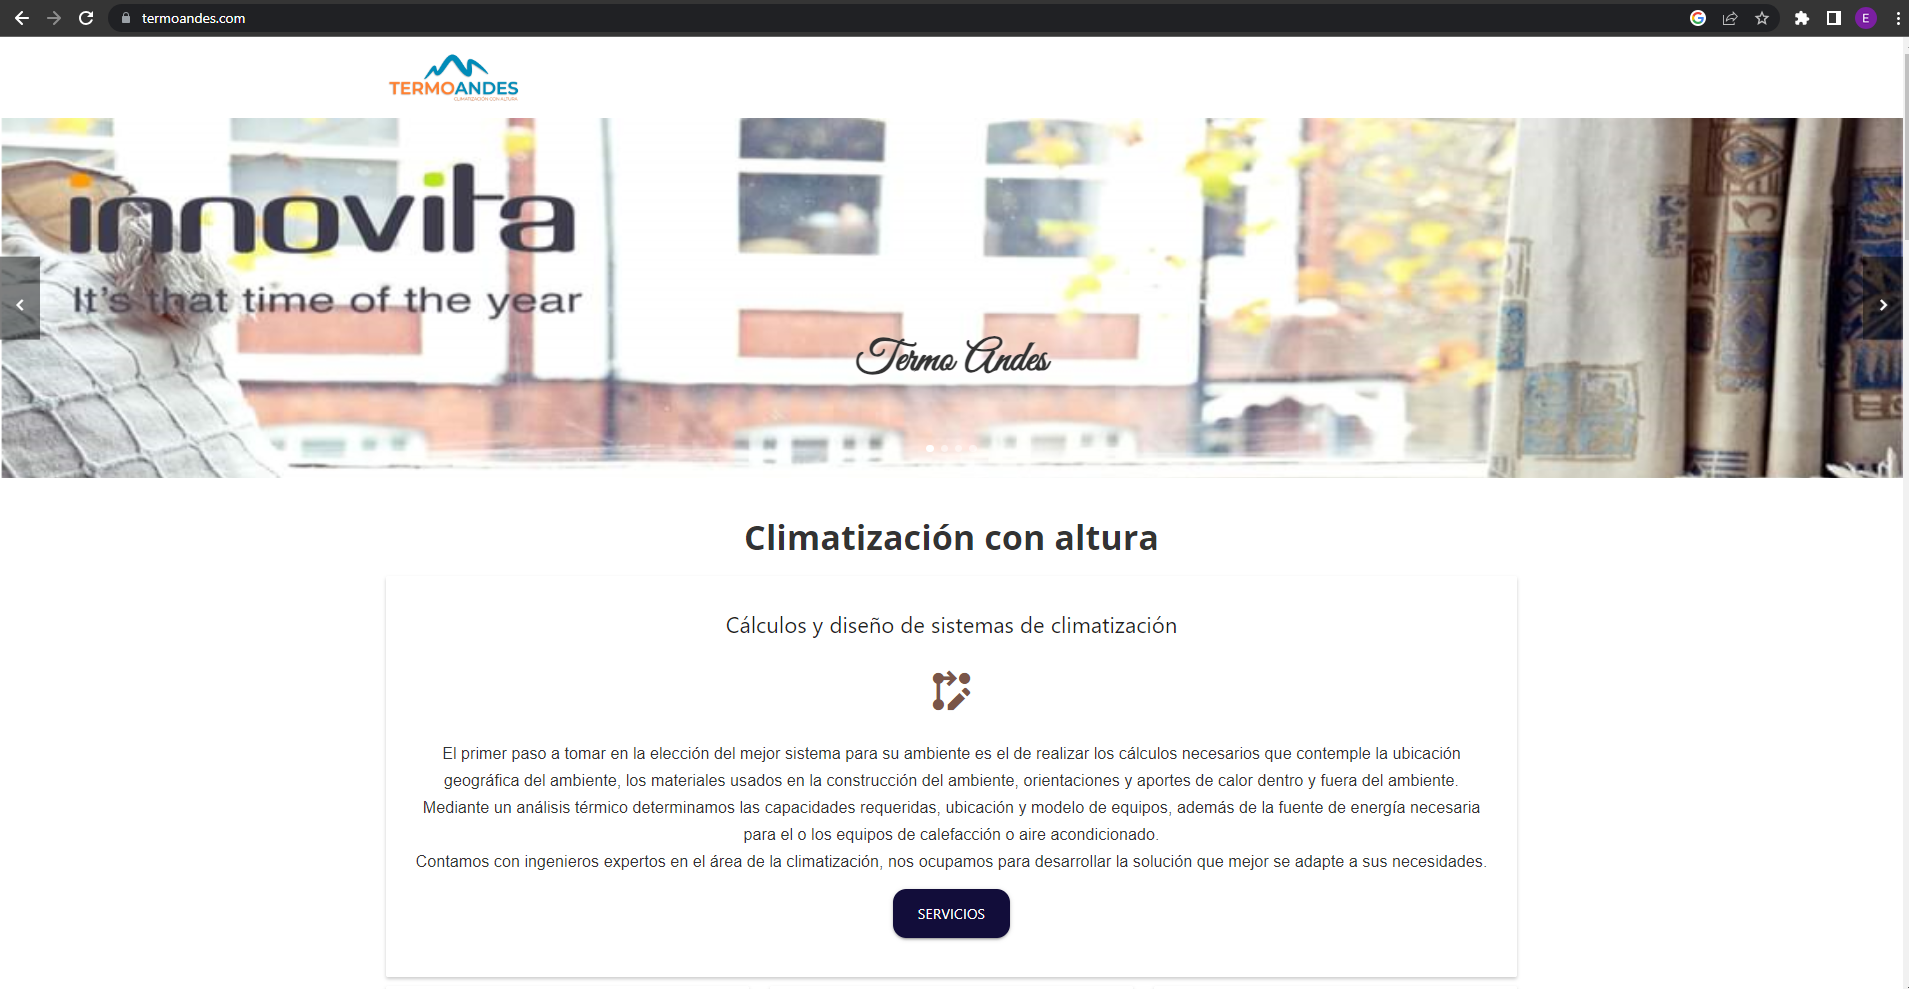 termoandes.com
E
TERMOANDES
CLIMATIZACIÓN CON ALTURA
innovita
It's that time of the year
Termo Andes
Climatización con altura
Cálculos y diseño de sistemas de climatización
El primer paso a tomar en la elección del mejor sistema para su ambiente es el de realizar los cálculos necesarios que contemple la ubicación
geográfica del ambiente, los materiales usados en la construcción del ambiente, orientaciones y aportes de calor dentro y fuera del ambiente.
Mediante un análisis térmico determinamos las capacidades requeridas, ubicación y modelo de equipos, además de la fuente de energía necesaria
para el o los equipos de calefacción o aire acondicionado.
Contamos con ingenieros expertos en el área de la climatización, nos ocupamos para desarrollar la solución que mejor se adapte a sus necesidades.
SERVICIOS